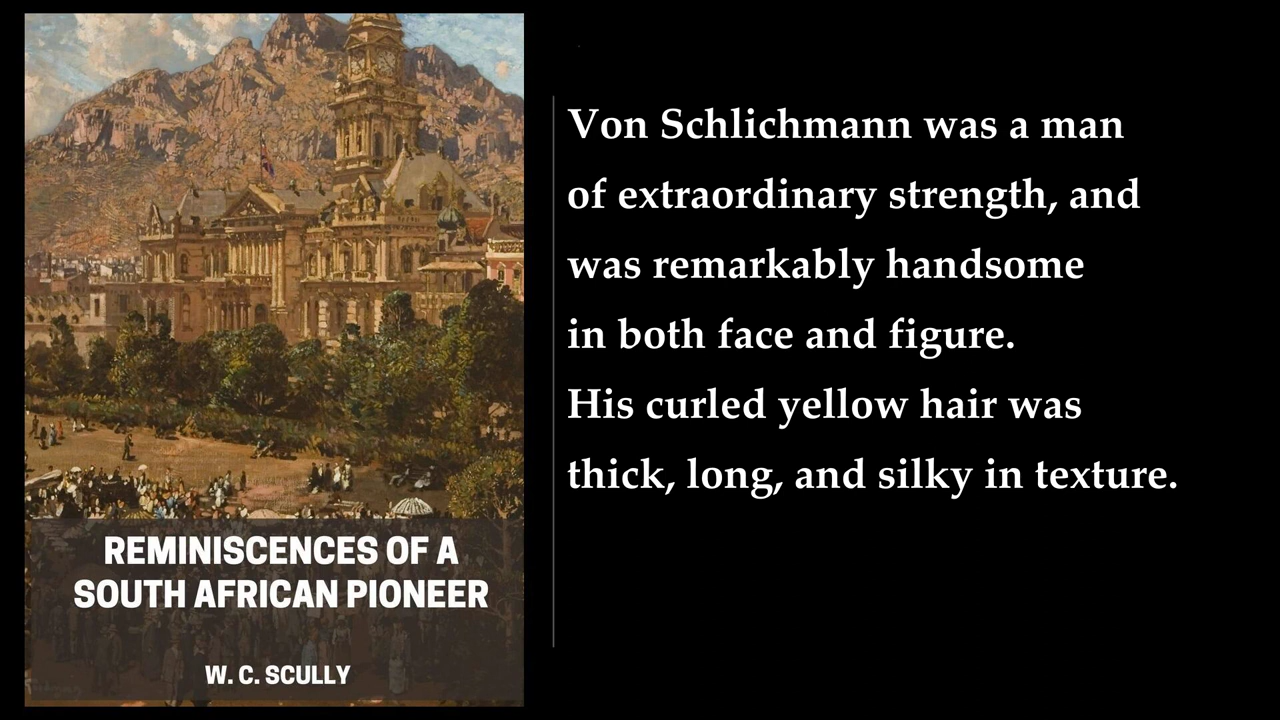 REMINISCENCES OF A
SOUTH AFRICAN PIONEER
W. C. SCULLY
Von Schlichmann was a man
of extraordinary strength, and
was remarkably handsome
in both face and figure.
His curled yellow hair was
thick, long, and silky in texture.